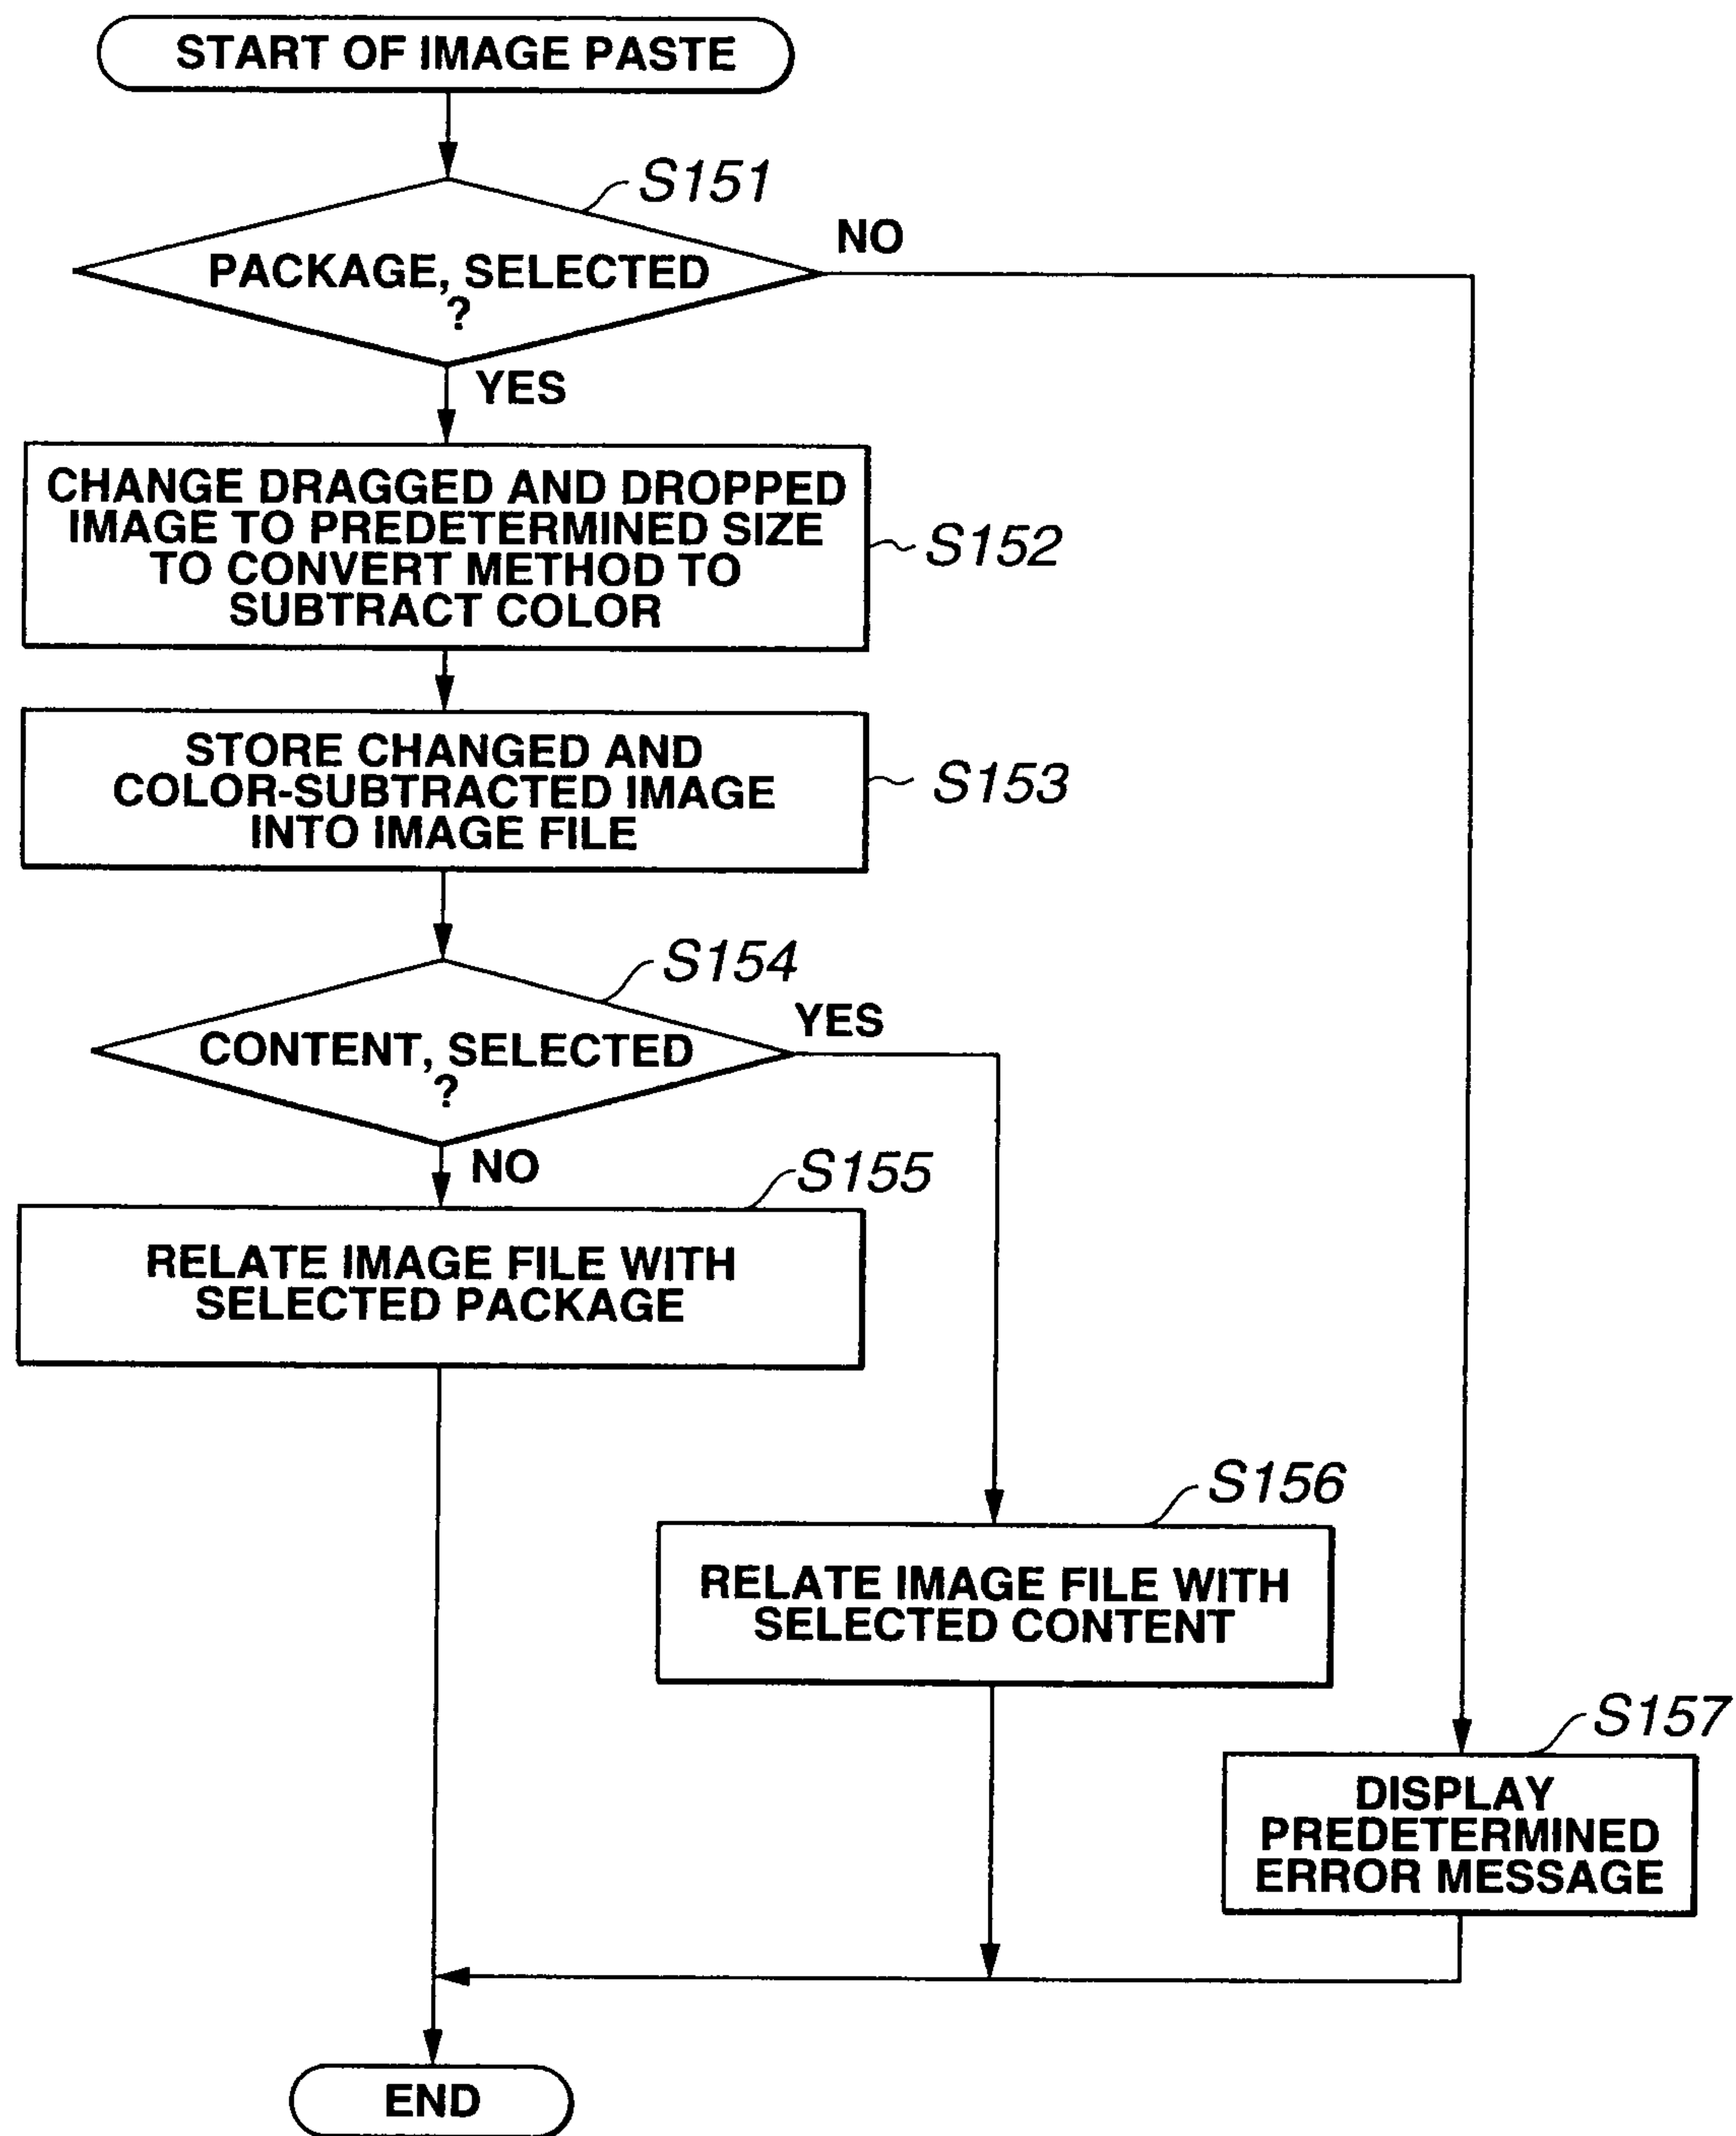 START OF IMAGE PASTE
S151
NO
PACKAGE, SELECTED
?
YES
CHANGE DRAGGED AND DROPPED
IMAGE TO PREDETERMINED SIZE
TO CONVERT METHOD TO
SUBTRACT COLOR
S152
STORE CHANGED AND
COLOR-SUBTRACTED IMAGE
INTO IMAGE FILE
S153
S154
YES
CONTENT, SELECTED
?
NO
S155
RELATE IMAGE FILE WITH
SELECTED PACKAGE
S156
RELATE IMAGE FILE WITH
SELECTED CONTENT
S157
DISPLAY
PREDETERMINED
ERROR MESSAGE
END